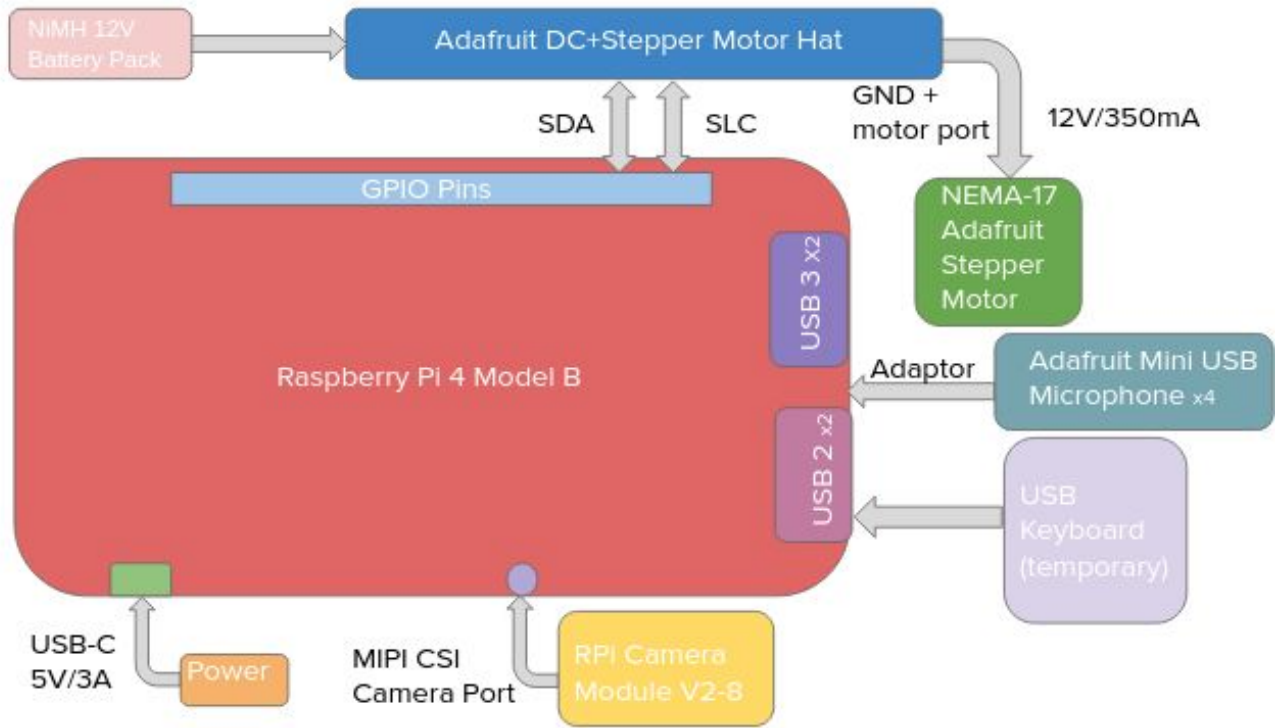 NiMH 12V
Battery Pack
Adafruit DC+Stepper Motor Hat
SDA
SLC
GND +
motor port
12V/350mA
GPIO Pins
NEMA-17
Adafruit
Stepper
Motor
USB 3 x2
Raspberry Pi 4 Model B
Adaptor
Adafruit Mini USB
Microphone x4
USB 2 x2
USB
Keyboard
(temporary)
USB-C
5V/3A
Power
MIPI CSI
Camera Port
RPi Camera
Module V2-8